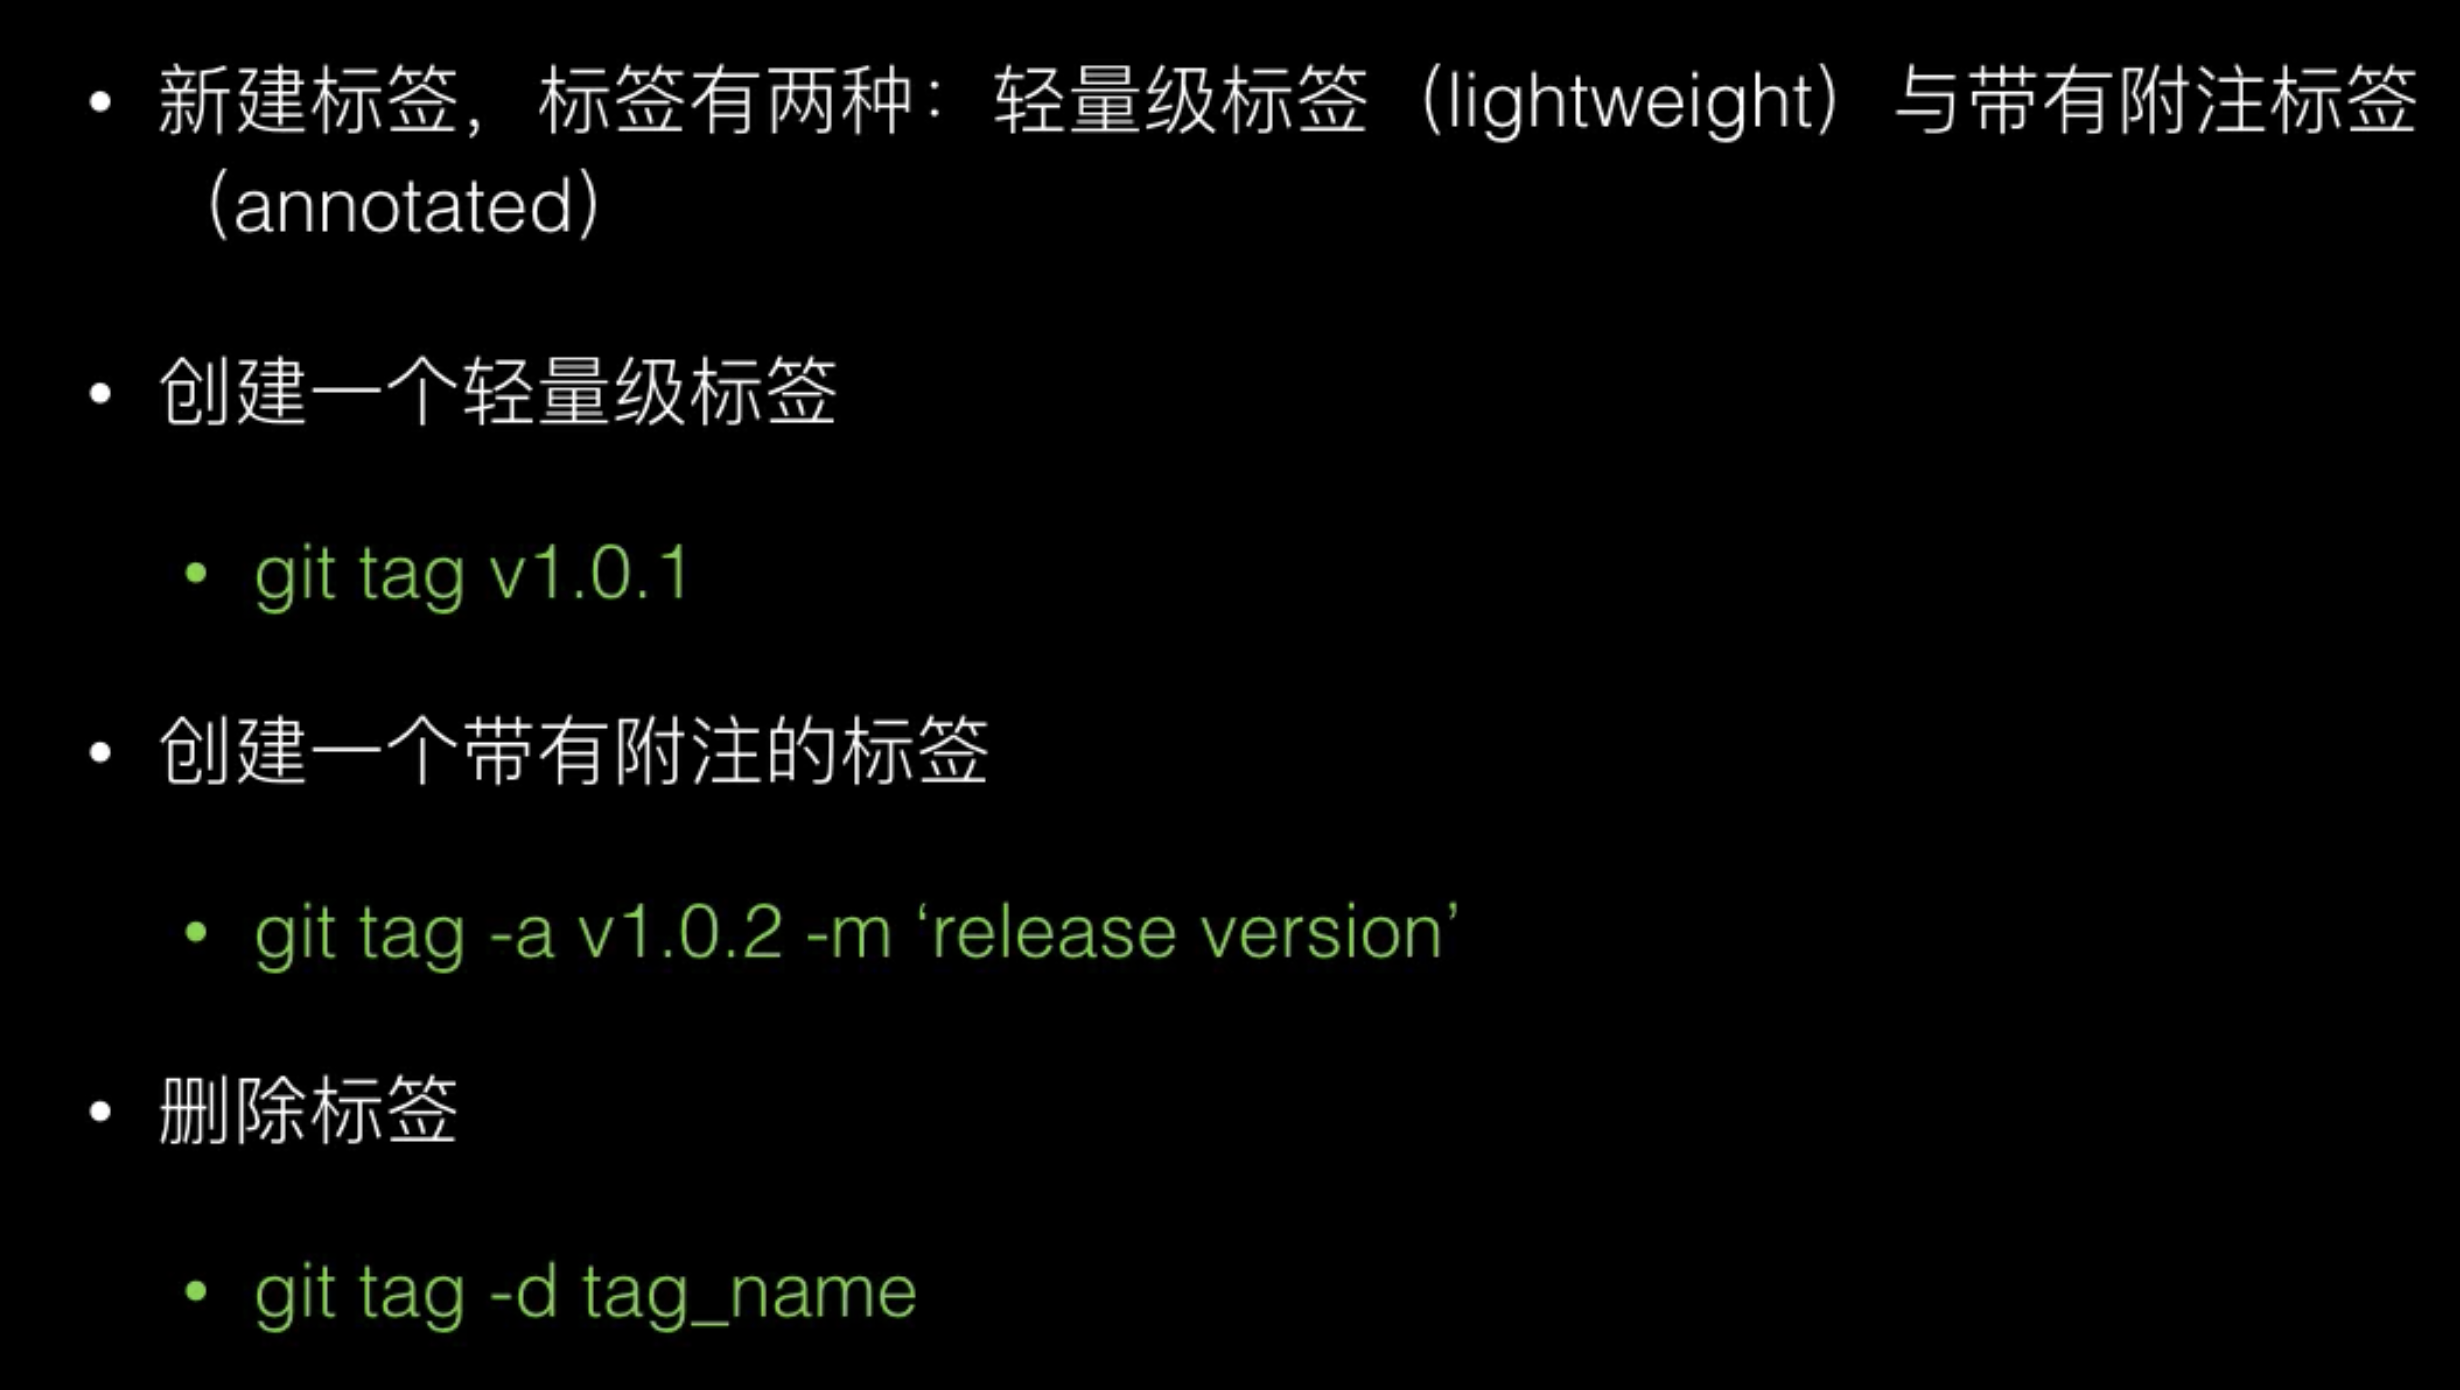 • 新建标签，标签有两种：轻量级标签（lightweight）与带有附注标签
（annotated）
• 创建一个轻量级标签
• git tag v1.0.1
• 创建一个带有附注的标签
• git tag -a v1.0.2 -m ‘release version’
• 删除标签
• git tag -d tag_name